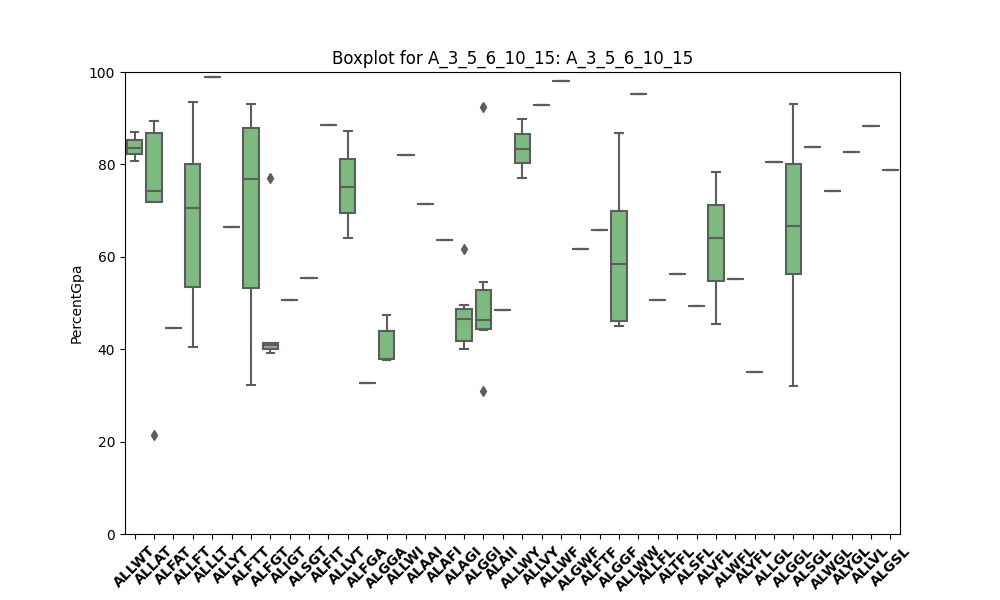 Boxplot for A_3_5_6_10_15: A_3_5_6_10_15
PercentGpa
100
80
60
40
20
0
ALLWT
ALLAT
ALFAT
ALLFT
ALLLT
ALLYT
ALFTT
ALFGT
ALIGT
ALSGT
ALFIT
ALLVT
ALFGA
ALGGA
ALLWI
ALAAI
ALAFI
ALAGI
ALGGI
ALAII
ALLWY
ALLVY
ALLWF
ALGWF
ALFTF
ALGGF
ALLWW
ALLFL
ALTFL
ALSFL
ALVFL
ALWFL
ALYFL
ALLGL
ALGGL
ALSGL
ALWGL
ALYGL
ALLVL
ALGSL